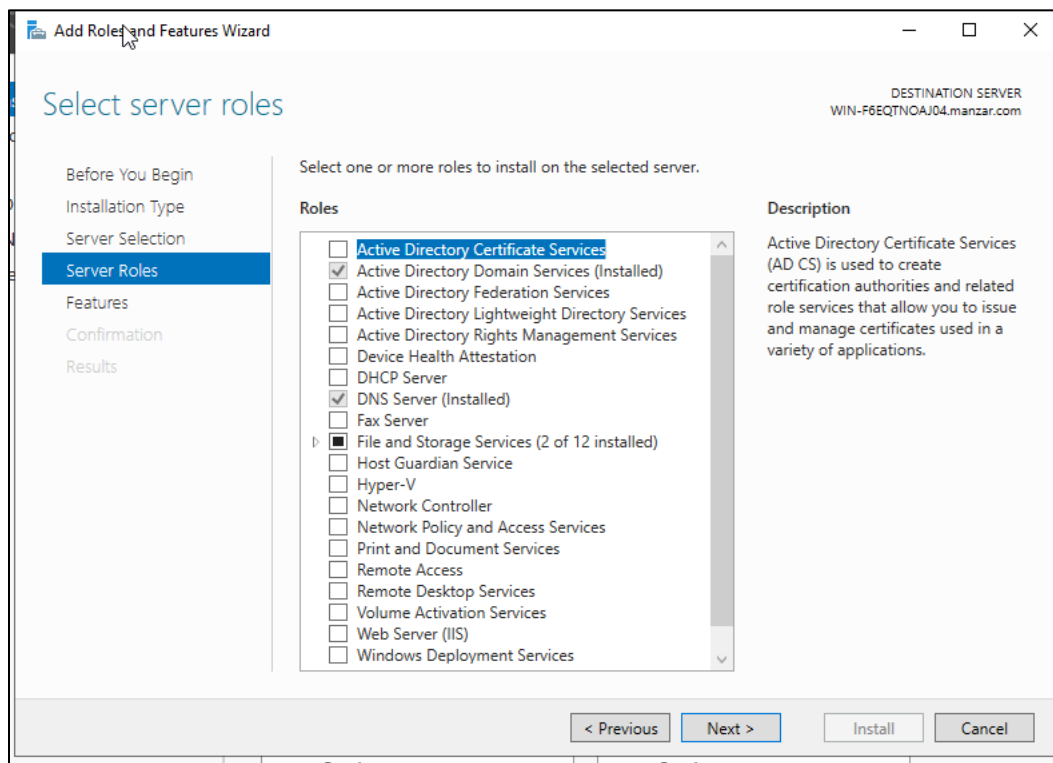 Add Roles and Features Wizard
Select server roles
DESTINATION SERVER
WIN-F6EQTNOAJ04.manzar.com
Before You Begin
Installation Type
Server Selection
Server Roles
Features
Confirmation
Results
Select one or more roles to install on the selected server.
Roles
Active Directory Certificate Services
Active Directory Domain Services (Installed)
Active Directory Federation Services
Active Directory Lightweight Directory Services
Active Directory Rights Management Services
Device Health Attestation
DHCP Server
DNS Server (Installed)
Fax Server
File and Storage Services (2 of 12 installed)
Host Guardian Service
Hyper-V
Network Controller
Network Policy and Access Services
Print and Document Services
Remote Access
Remote Desktop Services
Volume Activation Services
Web Server (IIS)
Windows Deployment Services
Description
Active Directory Certificate Services
(AD CS) is used to create
certification authorities and related
role services that allow you to issue
and manage certificates used in a
variety of applications.
< Previous
Next >
Install
Cancel